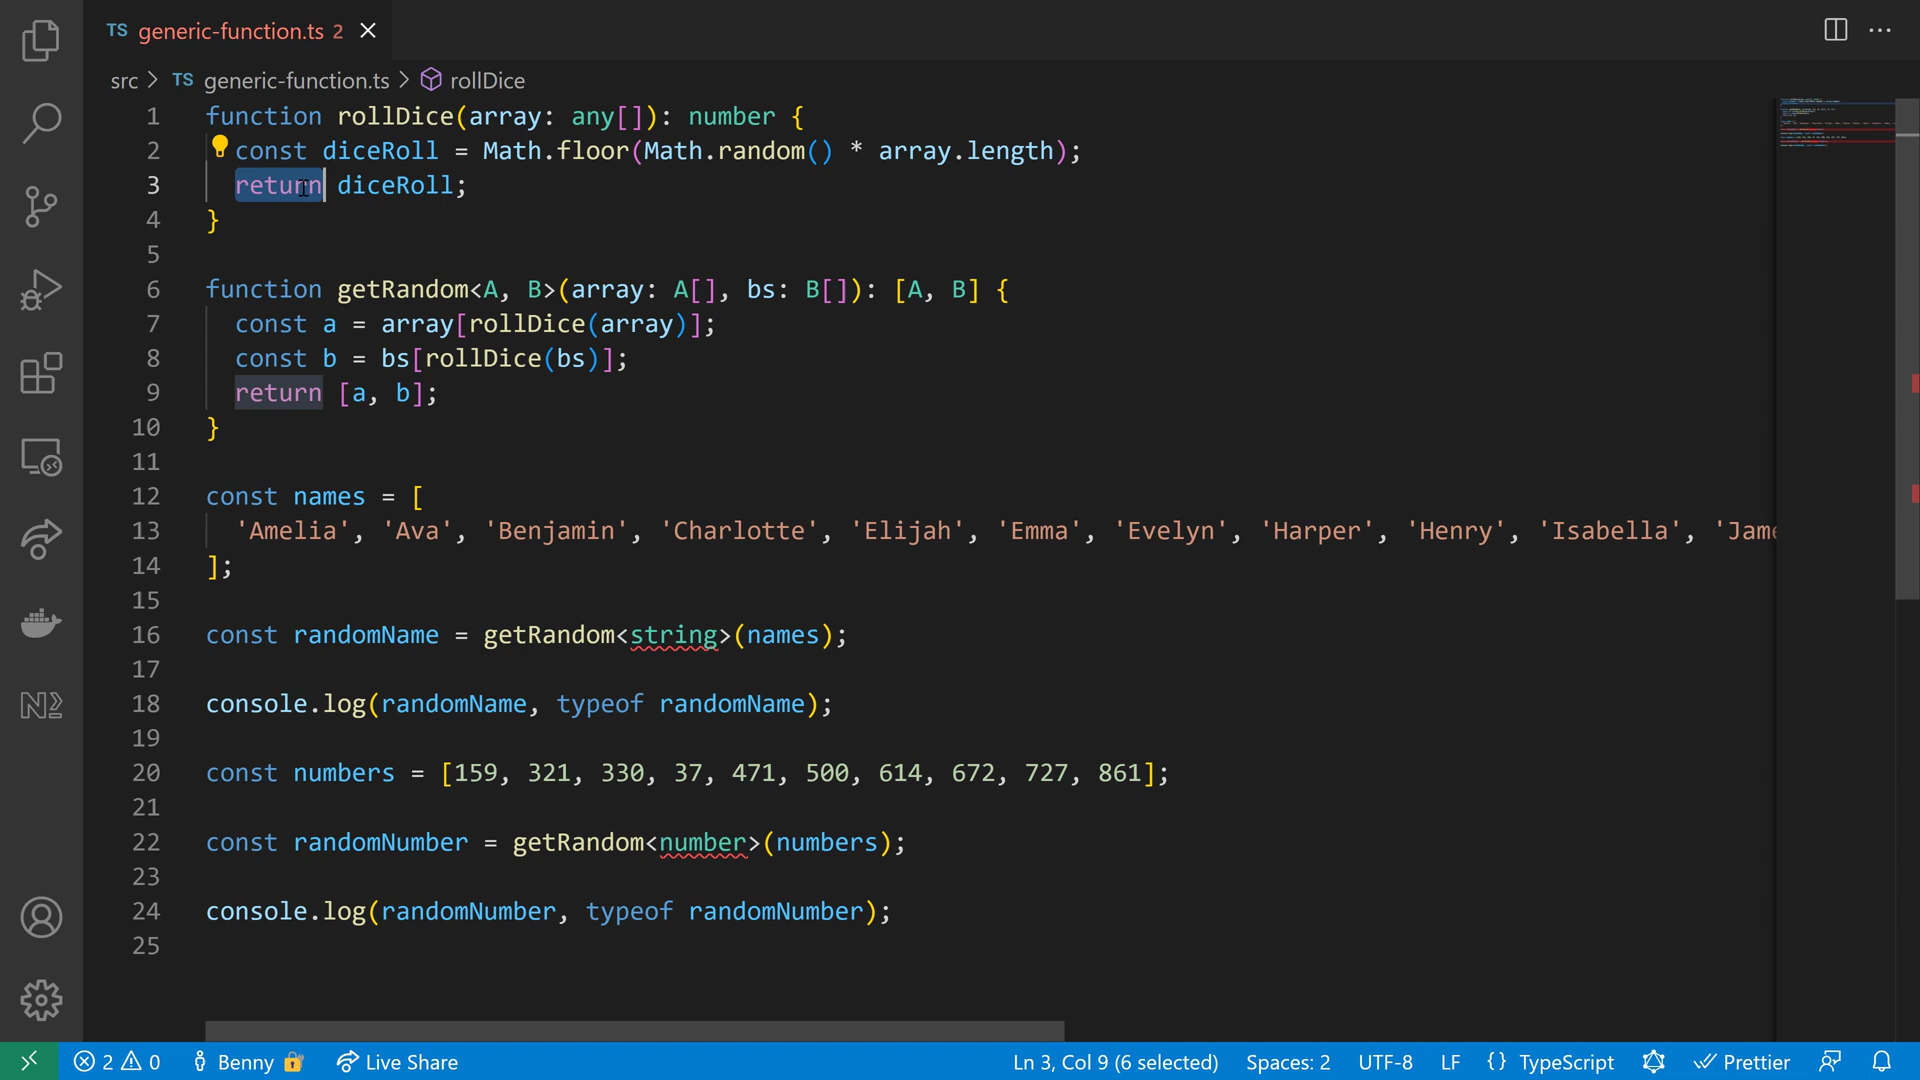 TS generic-function.ts 2
src > TS generic-function.ts > rollDice
1 function rollDice(array: any[]): number {
2 const diceRoll = Math.floor(Math.random() * array.length);
3 return diceRoll;
4 }
5
6 function getRandom<A, B>(array: A[], bs: B[]): [A, B] {
7 const a = array[rollDice(array)];
8 const b = bs[rollDice(bs)];
9 return [a, b];
10 }
11
12 const names = [
13 'Amelia', 'Ava', 'Benjamin', 'Charlotte', 'Elijah', 'Emma', 'Evelyn', 'Harper', 'Henry', 'Isabella', 'Jame
14 ];
15
16 const randomName = getRandom<string>(names);
17
18 console.log(randomName, typeof randomName);
19
20 const numbers = [159, 321, 330, 37, 471, 500, 614, 672, 727, 861];
21
22 const randomNumber = getRandom<number>(numbers);
23
24 console.log(randomNumber, typeof randomNumber);
25
2 0 Benny Live Share Ln 3, Col 9 (6 selected) Spaces: 2 UTF-8 LF {} TypeScript Prettier